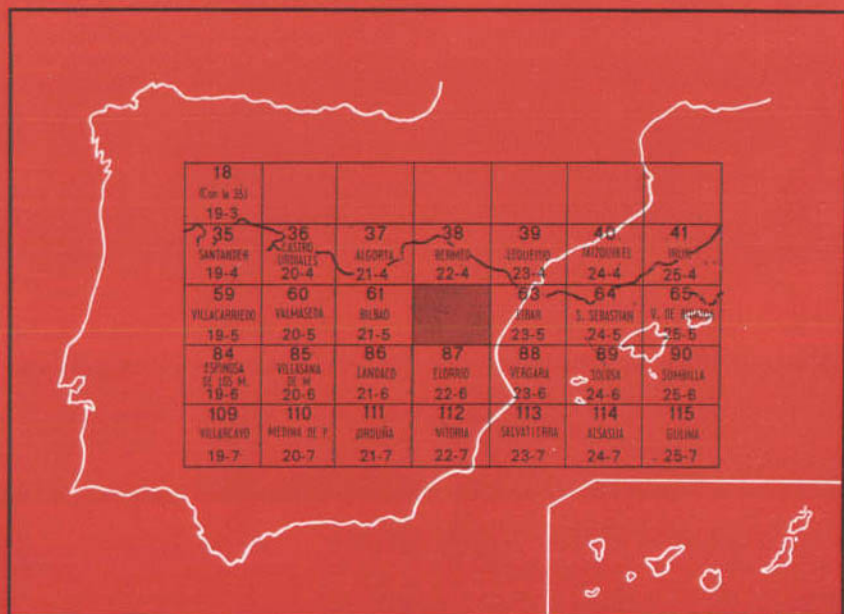 18
(Con la 35)
19-3
35 36 37 38 39 40 41
SANTANDER CASTRO URDIALES ALGORTA BERMEO LEQUEITIO IRUN
19-4 20-4 21-4 22-4 23-4 24-4 25-4
59 60 61 63 64 65
VILLACARRIEDO VALMASEDA BILBAO EIBAR S. SEBASTIAN V. DE
19-5 20-5 21-5 23-5 24-5 25-5
84 85 86 87 88 89 90
ESPINOSA DE LOS M. VILLASANA DE M. LANDACO ELORRIO VERGARA SUMBILLA
19-6 20-6 21-6 22-6 23-6 24-6 25-6
109 110 111 112 113 114 115
VILLARCAYO MEDINA DE P. ORDUÑA VITORIA SALVATIERRA ALSASUA GULINA
19-7 20-7 21-7 22-7 23-7 24-7 25-7